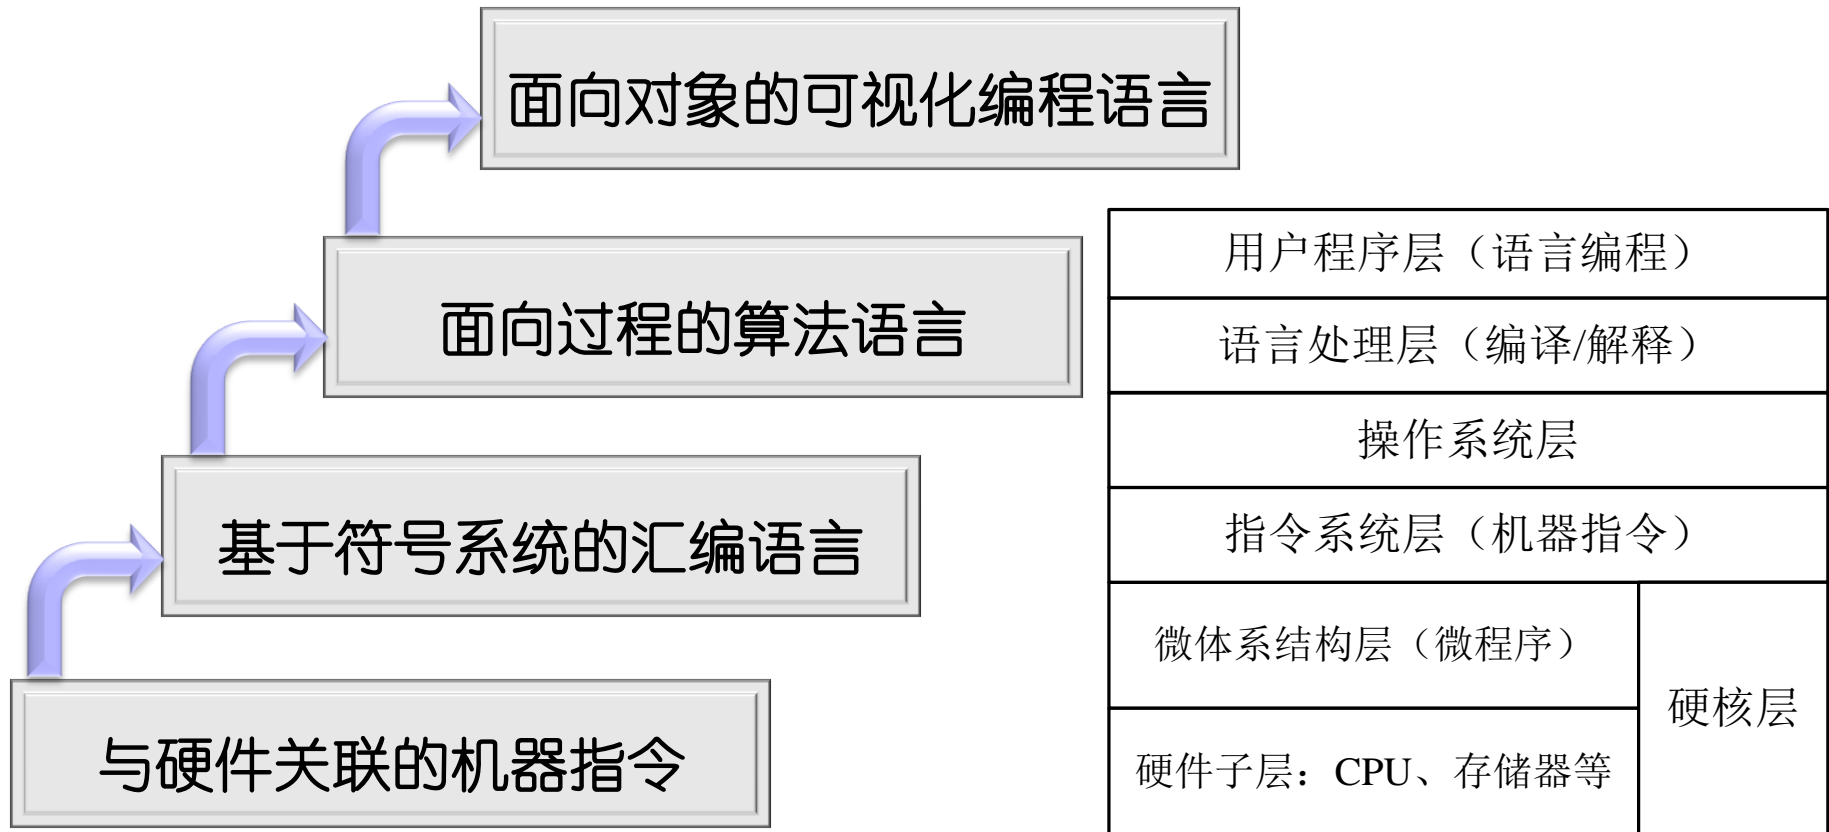 面向对象的可视化编程语言
面向过程的算法语言
基于符号系统的汇编语言
与硬件关联的机器指令
用户程序层（语言编程）
语言处理层（编译/解释）
操作系统层
指令系统层（机器指令）
微体系结构层（微程序）
硬核层
硬件子层：CPU、存储器等